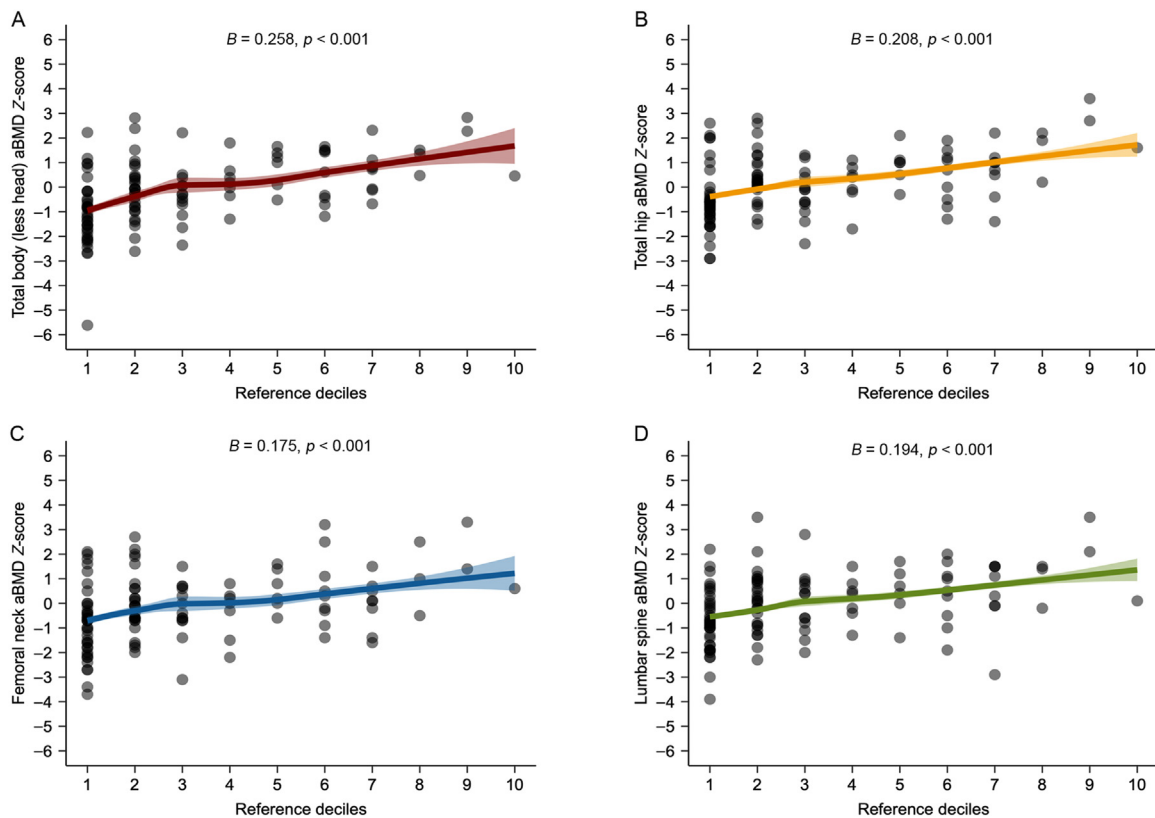 A
B = 0.258, p < 0.001
Total body (less head) aBMD Z-score
6
5
4
3
2
1
0
–1
–2
–3
–4
–5
–6
1 2 3 4 5 6 7 8 9 10
Reference deciles
B
B = 0.208, p < 0.001
Total hip aBMD Z-score
6
5
4
3
2
1
0
–1
–2
–3
–4
–5
–6
1 2 3 4 5 6 7 8 9 10
Reference deciles
C
B = 0.175, p < 0.001
Femoral neck aBMD Z-score
6
5
4
3
2
1
0
–1
–2
–3
–4
–5
–6
1 2 3 4 5 6 7 8 9 10
Reference deciles
D
B = 0.194, p < 0.001
Lumbar spine aBMD Z-score
6
5
4
3
2
1
0
–1
–2
–3
–4
–5
–6
1 2 3 4 5 6 7 8 9 10
Reference deciles